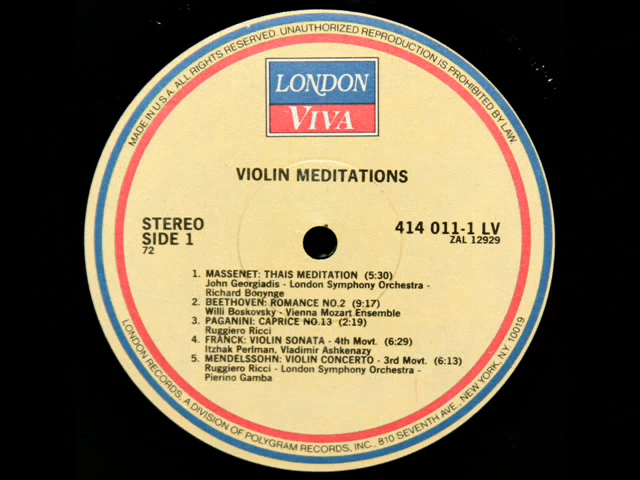 MADE IN U.S.A. ALL RIGHTS RESERVED. UNAUTHORIZED REPRODUCTION IS PROHIBITED BY LAW.
LONDON
VIVA
VIOLIN MEDITATIONS
STEREO
SIDE 1
72
414 011-1 LV
ZAL 12929
1. MASSENET: THAIS MEDITATION (5:30)
John Georgiadis - London Symphony Orchestra -
Richard Bonynge
2. BEETHOVEN: ROMANCE NO.2 (9:17)
Willi Boskovsky - Vienna Mozart Ensemble
3. PAGANINI: CAPRICE NO.13 (2:19)
Ruggiero Ricci
4. FRANCK: VIOLIN SONATA - 4th Movt. (6:29)
Itzhak Perlman, Vladimir Ashkenazy
5. MENDELSSOHN: VIOLIN CONCERTO - 3rd Movt. (6:13)
Ruggiero Ricci - London Symphony Orchestra -
Pierino Gamba
LONDON RECORDS, A DIVISION OF POLYGRAM RECORDS, INC., 810 SEVENTH AVE., NEW YORK, N.Y. 10019